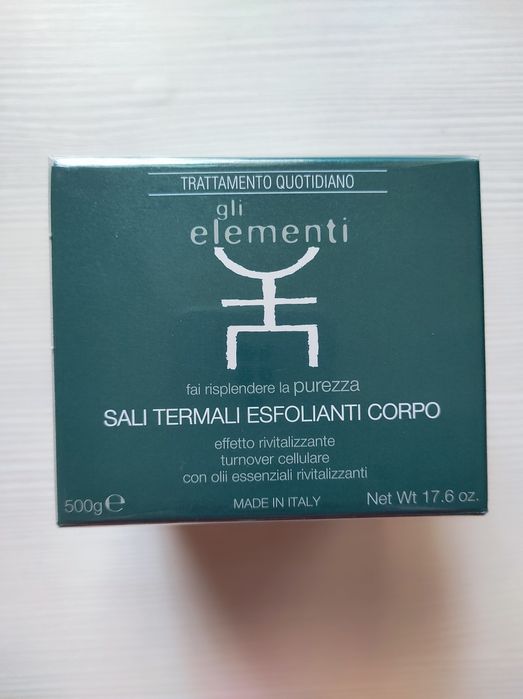 TRATTAMENTO QUOTIDIANO
gli
elementi
fai risplendere la purezza
SALI TERMALI ESFOLIANTI CORPO
effetto rivitalizzante
turnover cellulare
con olii essenziali rivitalizzanti
500g℮ MADE IN ITALY Net Wt 17.6 oz.